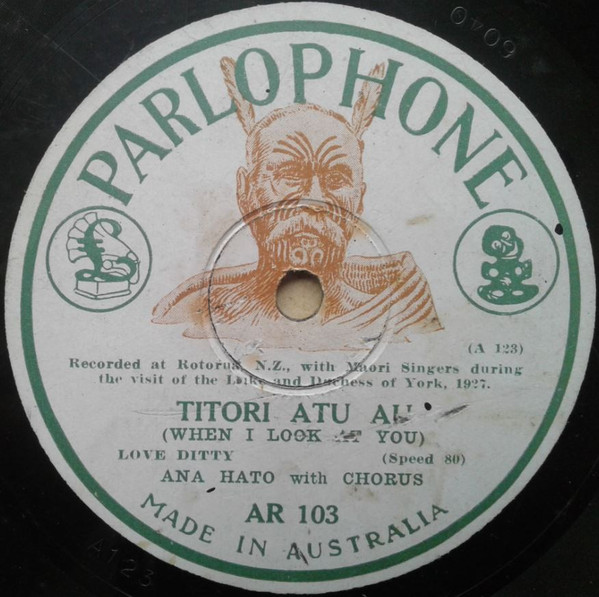 PARLOPHONE
6040
(A 123)
Recorded at Rotorua, N.Z., with Maori Singers during
the visit of the Duke and Duchess of York, 1927.
TITORI ATU AU
(WHEN I LOOK AT YOU)
LOVE DITTY (Speed 80)
ANA HATO with CHORUS
AR 103
MADE IN AUSTRALIA
A123